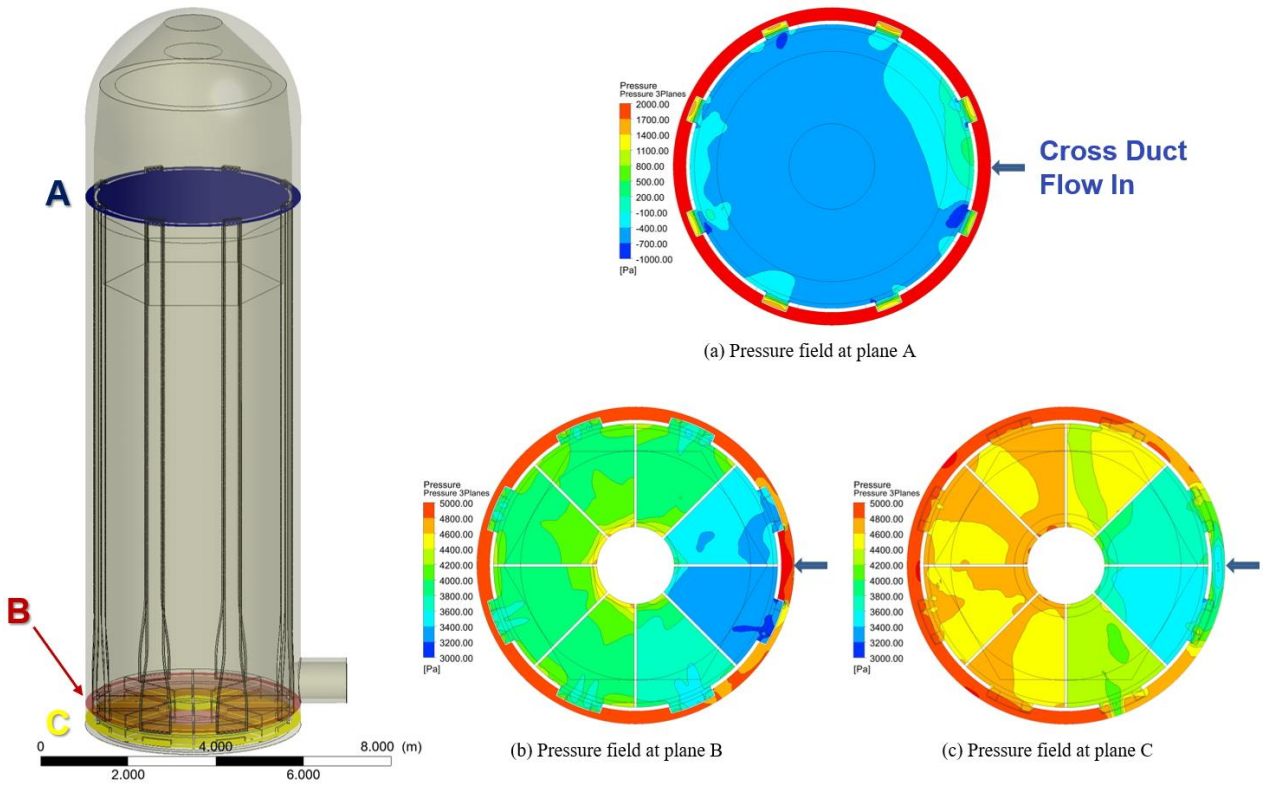 A
B
C
0
4.000
8.000
(m)
2.000
6.000
Pressure
Pressure 3Planes
2000.00
1700.00
1400.00
1100.00
800.00
500.00
200.00
-100.00
-400.00
-700.00
-1000.00
[Pa]
Cross Duct
Flow In
(a) Pressure field at plane A
Pressure
Pressure 3Planes
5000.00
4800.00
4600.00
4400.00
4200.00
4000.00
3800.00
3600.00
3400.00
3200.00
3000.00
[Pa]
(b) Pressure field at plane B
Pressure
Pressure 3Planes
5000.00
4800.00
4600.00
4400.00
4200.00
4000.00
3800.00
3600.00
3400.00
3200.00
3000.00
[Pa]
(c) Pressure field at plane C